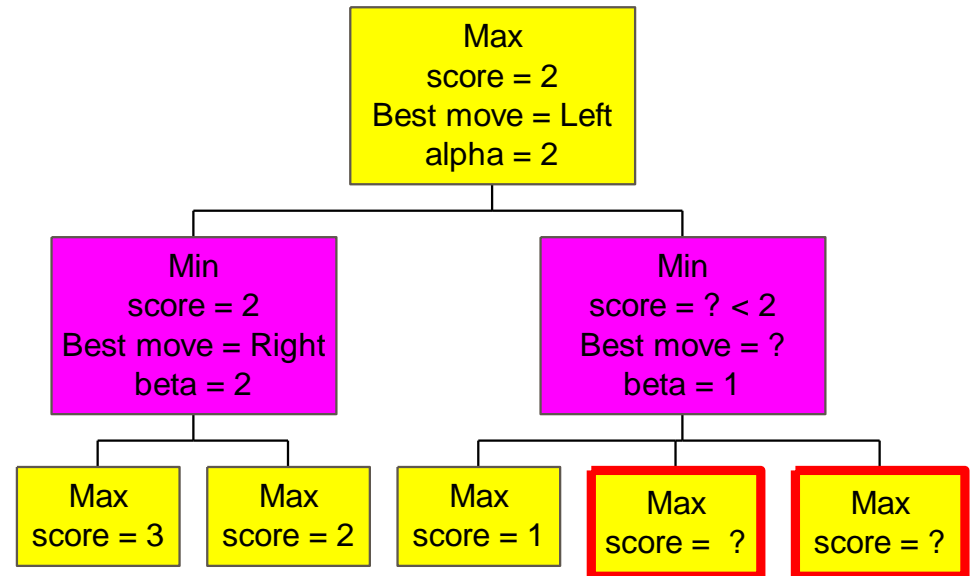 Max
score = 2
Best move = Left
alpha = 2
Min
score = 2
Best move = Right
beta = 2
Min
score = ? < 2
Best move = ?
beta = 1
Max
score = 3
Max
score = 2
Max
score = 1
Max
score = ?
Max
score = ?